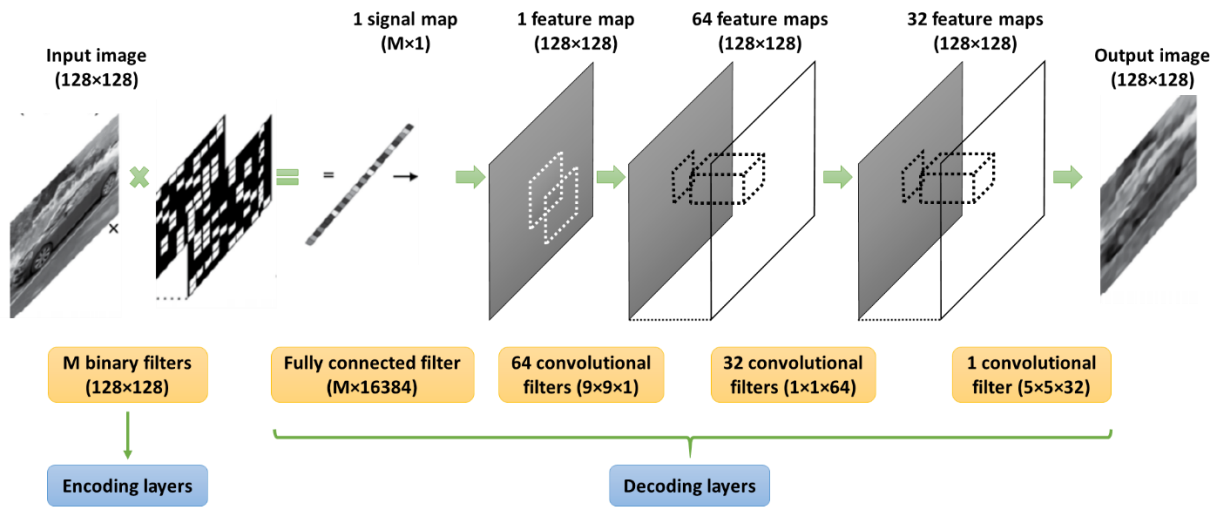 Input image
(128×128)
1 signal map
(M×1)
1 feature map
(128×128)
64 feature maps
(128×128)
32 feature maps
(128×128)
Output image
(128×128)
×
=
M binary filters
(128×128)
Fully connected filter
(M×16384)
64 convolutional
filters (9×9×1)
32 convolutional
filters (1×1×64)
1 convolutional
filter (5×5×32)
Encoding layers
Decoding layers